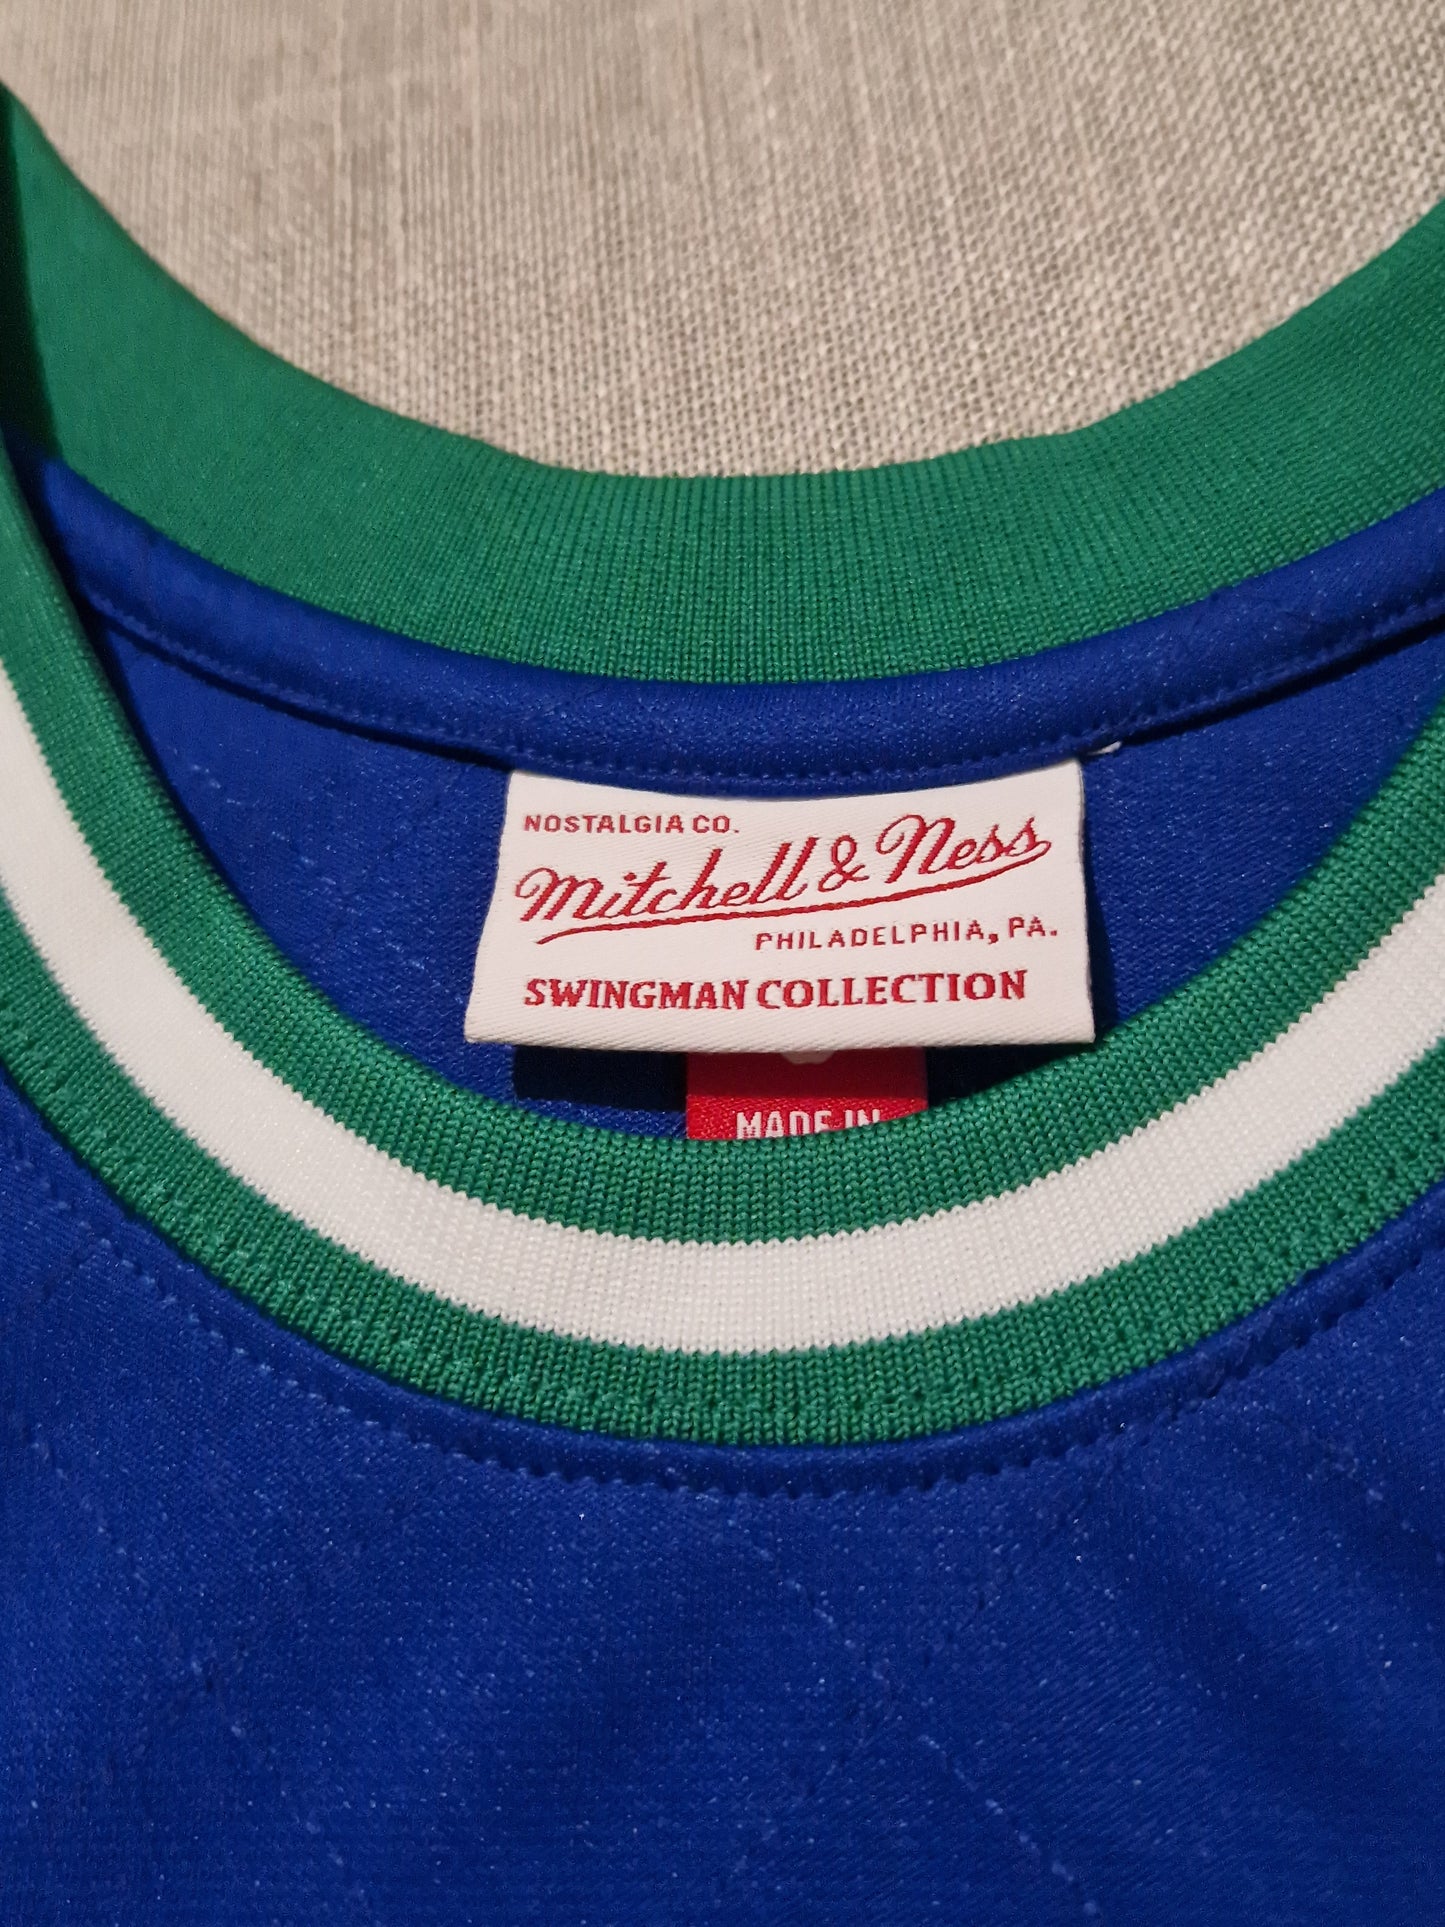 NOSTALGIA CO.
Mitchell & Ness
PHILADELPHIA, PA.
SWINGMAN COLLECTION
MADE IN